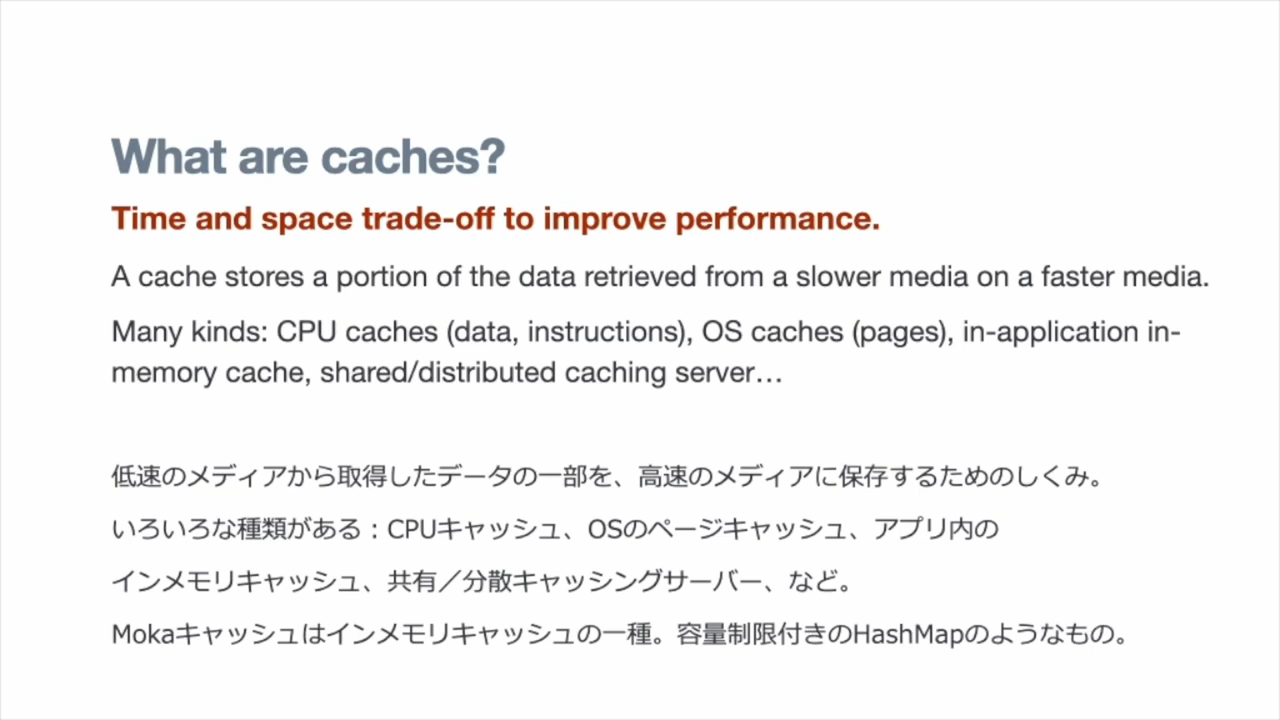 What are caches?
Time and space trade-off to improve performance.
A cache stores a portion of the data retrieved from a slower media on a faster media.
Many kinds: CPU caches (data, instructions), OS caches (pages), in-application in-
memory cache, shared/distributed caching server…
低速のメディアから取得したデータの一部を、高速のメディアに保存するためのしくみ。
いろいろな種類がある：CPUキャッシュ、OSのページキャッシュ、アプリ内の
インメモリキャッシュ、共有／分散キャッシングサーバー、など。
Mokaキャッシュはインメモリキャッシュの一種。容量制限付きのHashMapのようなもの。